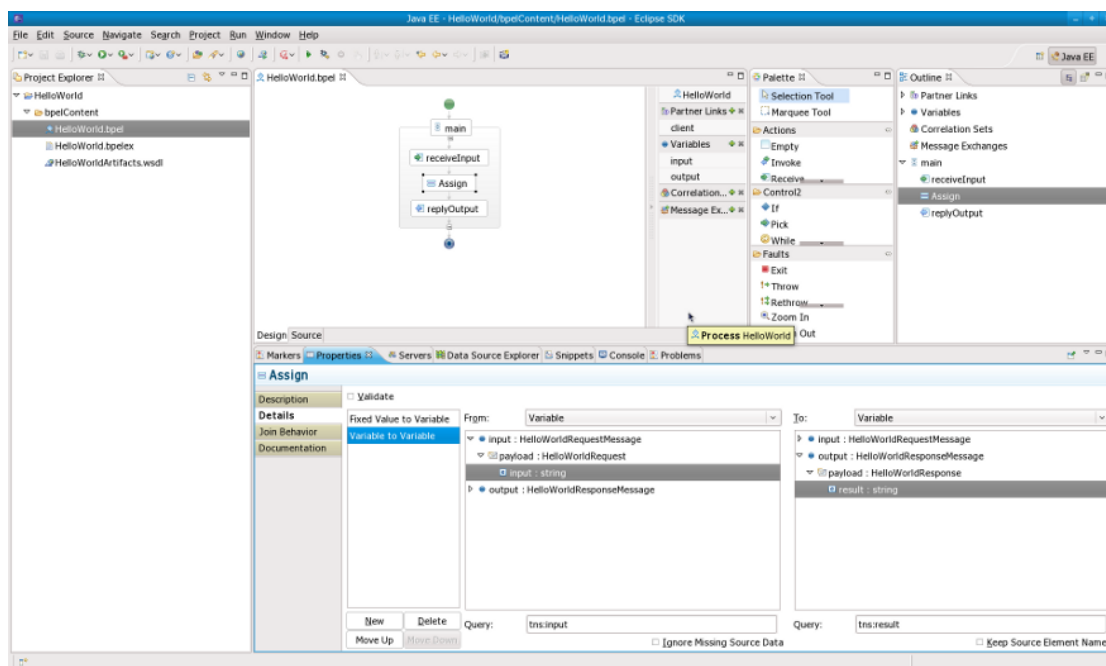 Java EE - HelloWorld/bpelContent/HelloWorld.bpel - Eclipse SDK
File Edit Source Navigate Search Project Run Window Help
Java EE
Project Explorer
HelloWorld
bpelContent
HelloWorld.bpel
HelloWorld.bpelex
HelloWorldArtifacts.wsdl
HelloWorld.bpel
main
receiveInput
Assign
replyOutput
Design Source
HelloWorld
Partner Links
client
Variables
input
output
Correlation...
Message Ex...
Process HelloWorld
Palette
Selection Tool
Marquee Tool
Actions
Empty
Invoke
Receive
Control2
If
Pick
While
Faults
Exit
Throw
Rethrow
Zoom In
Out
Outline
Partner Links
Variables
Correlation Sets
Message Exchanges
main
receiveInput
Assign
replyOutput
Markers Properties Servers Data Source Explorer Snippets Console Problems
Assign
Description
Details
Join Behavior
Documentation
Validate
Fixed Value to Variable
Variable to Variable
New Delete
Move Up Move Down
From: Variable
input : HelloWorldRequestMessage
payload : HelloWorldRequest
input : string
output : HelloWorldResponseMessage
Query: tns:input
Ignore Missing Source Data
To: Variable
input : HelloWorldRequestMessage
output : HelloWorldResponseMessage
payload : HelloWorldResponse
result : string
Query: tns:result
Keep Source Element Name